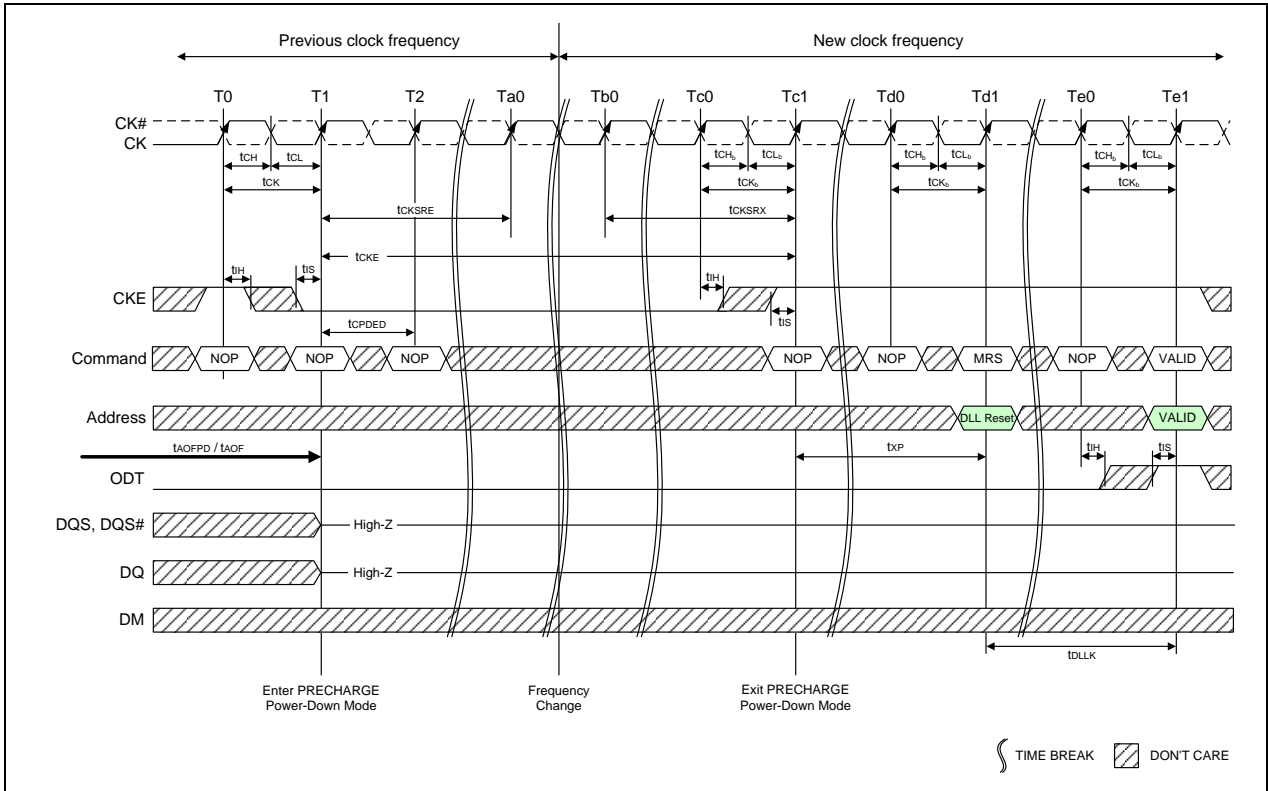 Previous clock frequency New clock frequency
T0 T1 T2 Ta0 Tb0 Tc0 Tc1 Td0 Td1 Te0 Te1
CK#
CK
tCH tCL tCHb tCLb tCHb tCLb tCHb tCLb
tCK tCKb tCKb tCKb
tCKSRE tCKSRX
tCKE
tIH tIS tIH
CKE
tIS
tCPDED
Command NOP NOP NOP NOP NOP MRS NOP VALID
Address DLL Reset VALID
tAOFPD / tAOF tXP tIH tIS
ODT
DQS, DQS# High-Z
DQ High-Z
DM
tDLLK
Enter PRECHARGE
Power-Down Mode
Frequency
Change
Exit PRECHARGE
Power-Down Mode
TIME BREAK DON'T CARE